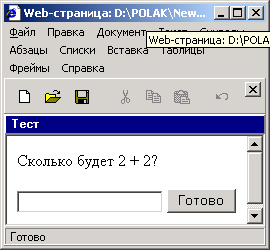 Web-страница: D:\POLAK\New...
Файл Правка Документ
Web-страница: D:\POLA
Абзацы Списки Вставка Таблицы
Фреймы Справка
Тест
Сколько будет 2 + 2?
Готово
Готово